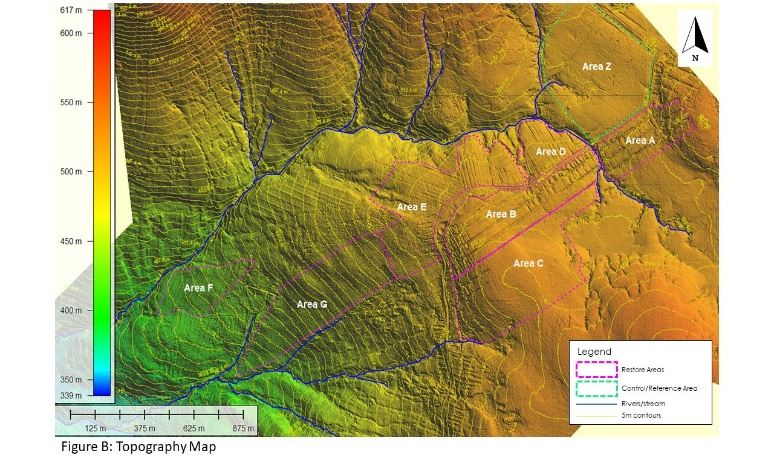 617 m
600 m
550 m
500 m
450 m
400 m
350 m
339 m
N
Area Z
Area A
Area D
Area E
Area B
Area C
Area F
Area G
Legend
Restore Areas
Control/Reference Area
Rivers/stream
5m contours
125 m 375 m 625 m 875 m
Figure B: Topography Map